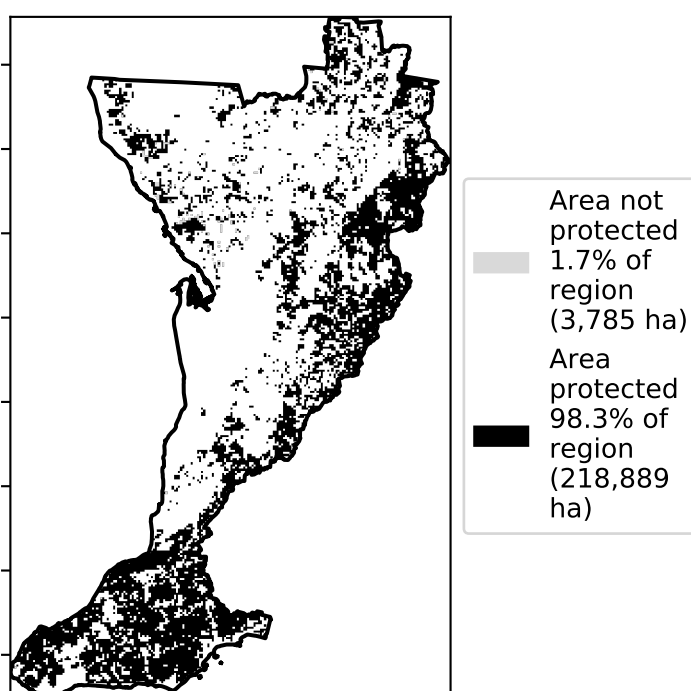 Area not
protected
1.7% of
region
(3,785 ha)
Area
protected
98.3% of
region
(218,889
ha)